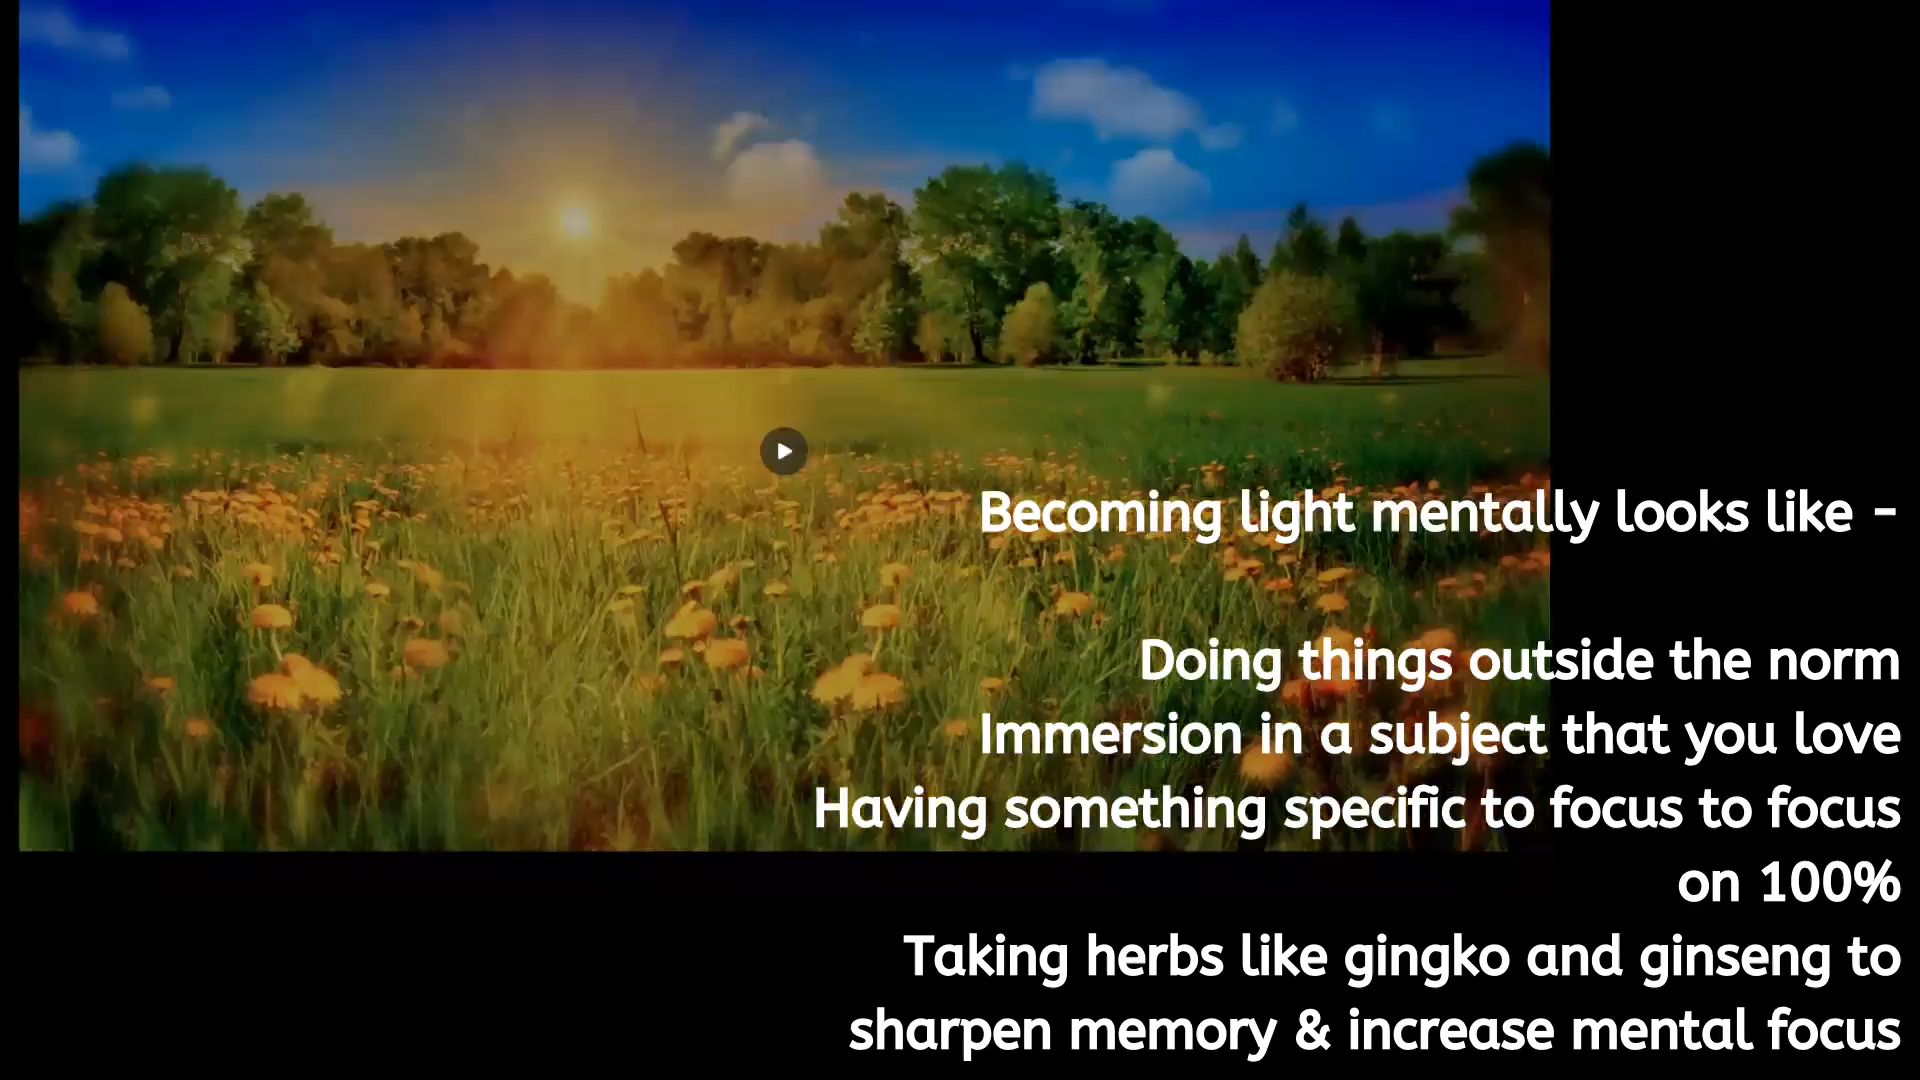 Becoming light mentally looks like -
Doing things outside the norm
Immersion in a subject that you love
Having something specific to focus to focus
on 100%
Taking herbs like gingko and ginseng to
sharpen memory & increase mental focus